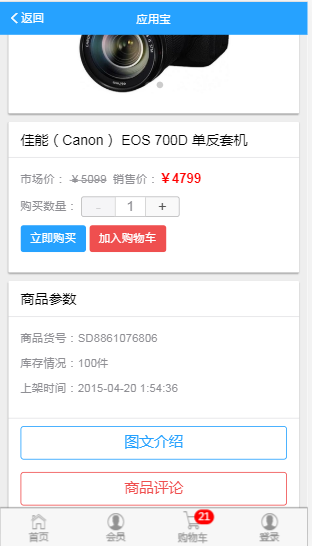 返回 应用宝
佳能（Canon） EOS 700D 单反套机
市场价： ￥5099 销售价：￥4799
购买数量： - 1 +
立即购买 加入购物车
商品参数
商品货号：SD8861076806
库存情况：100件
上架时间：2015-04-20 1:54:36
图文介绍
商品评论
21
首页 会员 购物车 登录